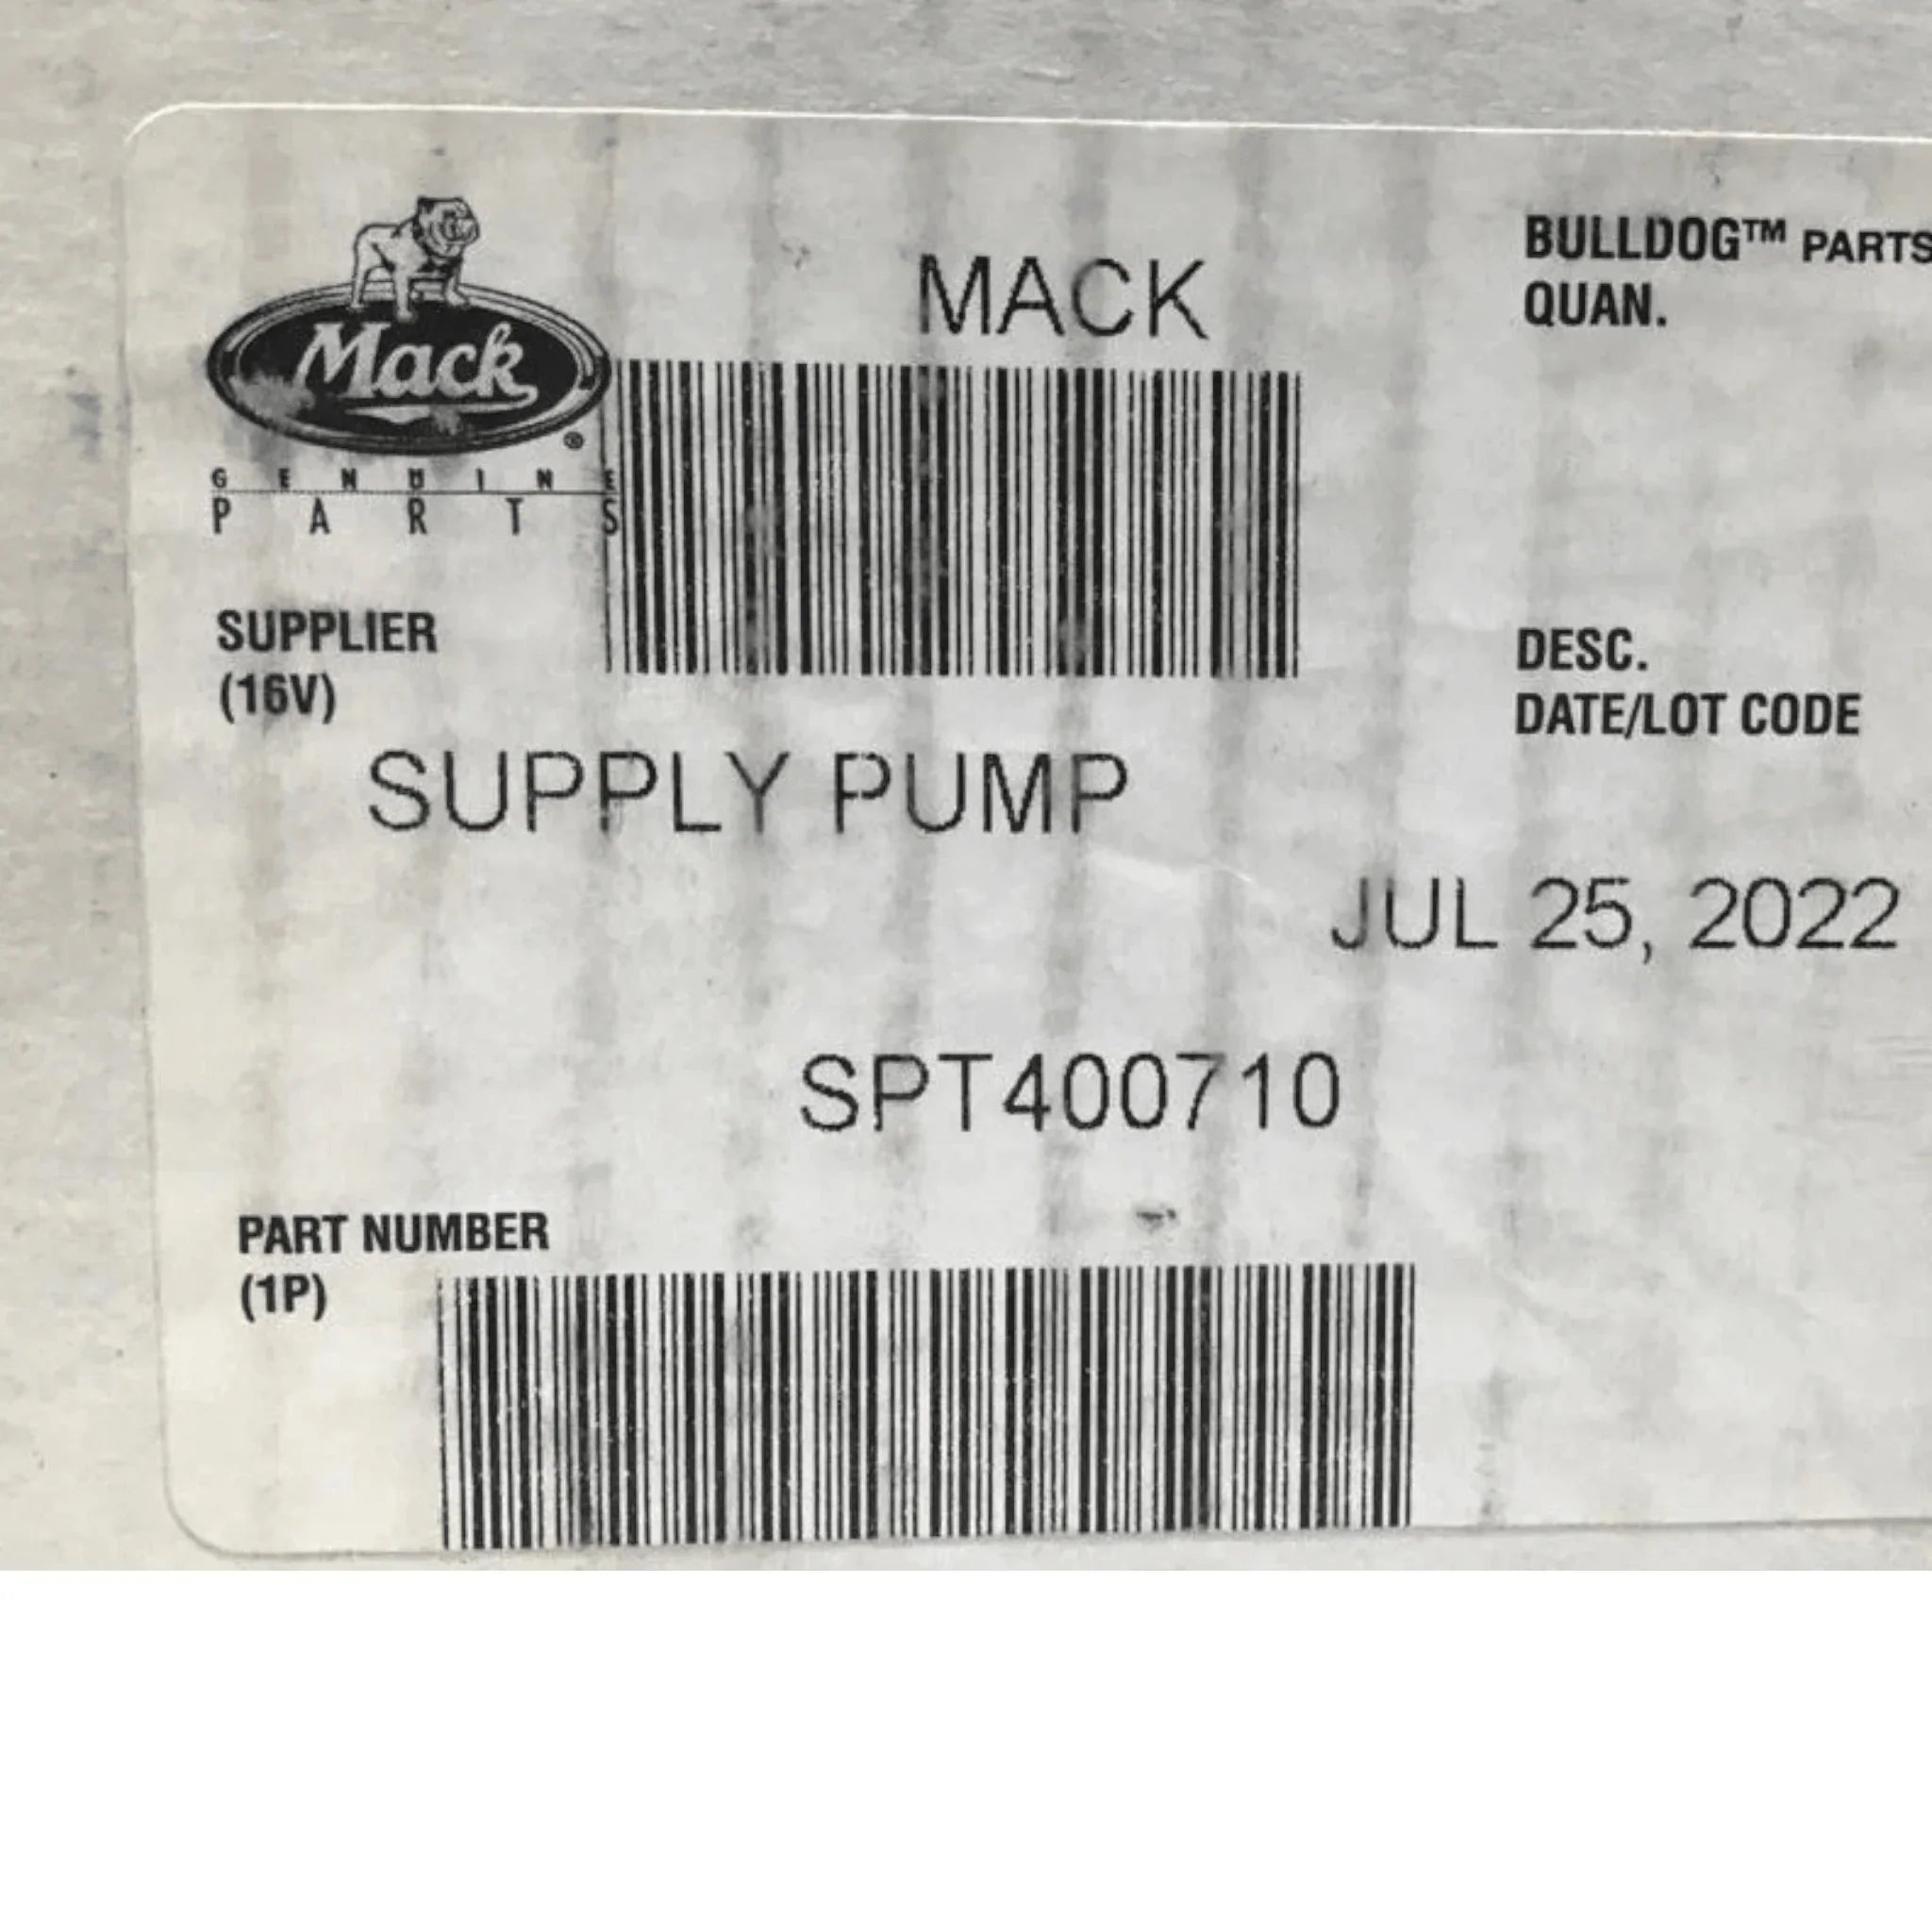 MACK
BULLDOG™ PARTS
QUAN.
Mack
®
GENUINE
PARTS
SUPPLIER
(16V)
DESC.
DATE/LOT CODE
SUPPLY PUMP
JUL 25, 2022
SPT400710
PART NUMBER
(1P)